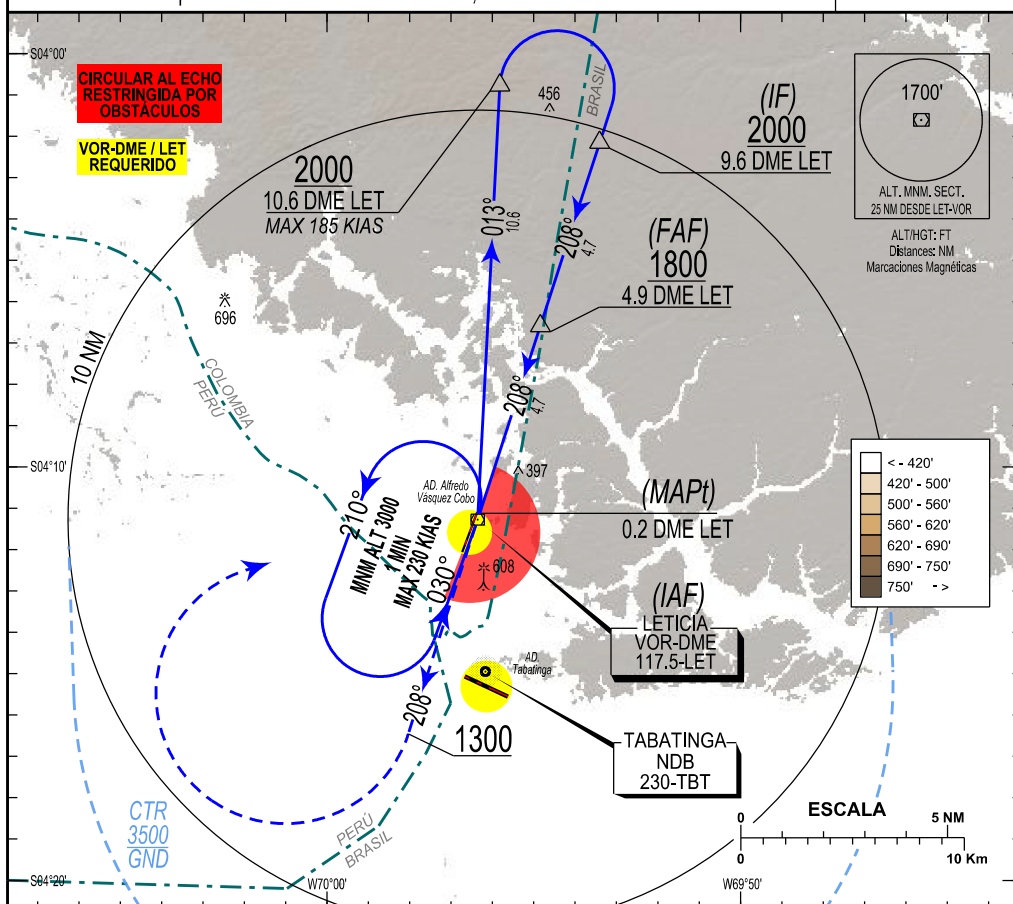 S04°00'
CIRCULAR AL ECHO
RESTRINGIDA POR
OBSTÁCULOS
VOR-DME / LET
REQUERIDO
2000
10.6 DME LET
MAX 185 KIAS
013°
10.6
456
BRASIL
(IF)
2000
9.6 DME LET
1700'
ALT. MNM. SECT.
25 NM DESDE LET-VOR
ALT/HGT: FT
Distances: NM
Marcaciones Magnéticas
208°
4.7
(FAF)
1800
4.9 DME LET
696
10 NM
COLOMBIA
PERÚ
208°
4.7
S04°10'
397
AD. Alfredo
Vásquez Cobo
(MAPt)
0.2 DME LET
< - 420'
420' - 500'
500' - 560'
560' - 620'
620' - 690'
690' - 750'
750' - >
210°
MNM ALT 3000
1 MIN
MAX 230 KIAS
030°
608
(IAF)
LETICIA
VOR-DME
117.5-LET
AD.
Tabatinga
208°
1300
TABATINGA
NDB
230-TBT
CTR
3500
GND
PERÚ
BRASIL
ESCALA
0 5 NM
0 10 Km
S04°20'
W70°00'
W69°50'